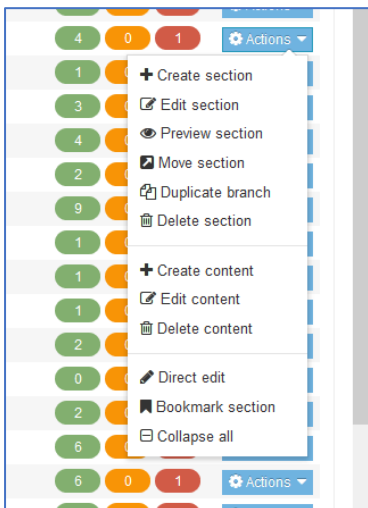 Actions
4 0 1 Actions
1
Create section
3
Edit section
4
Preview section
2
Move section
Duplicate branch
9
Delete section
1
1
Create content
1
Edit content
2
Delete content
0
Direct edit
2
Bookmark section
6
Collapse all
6 0 1 Actions